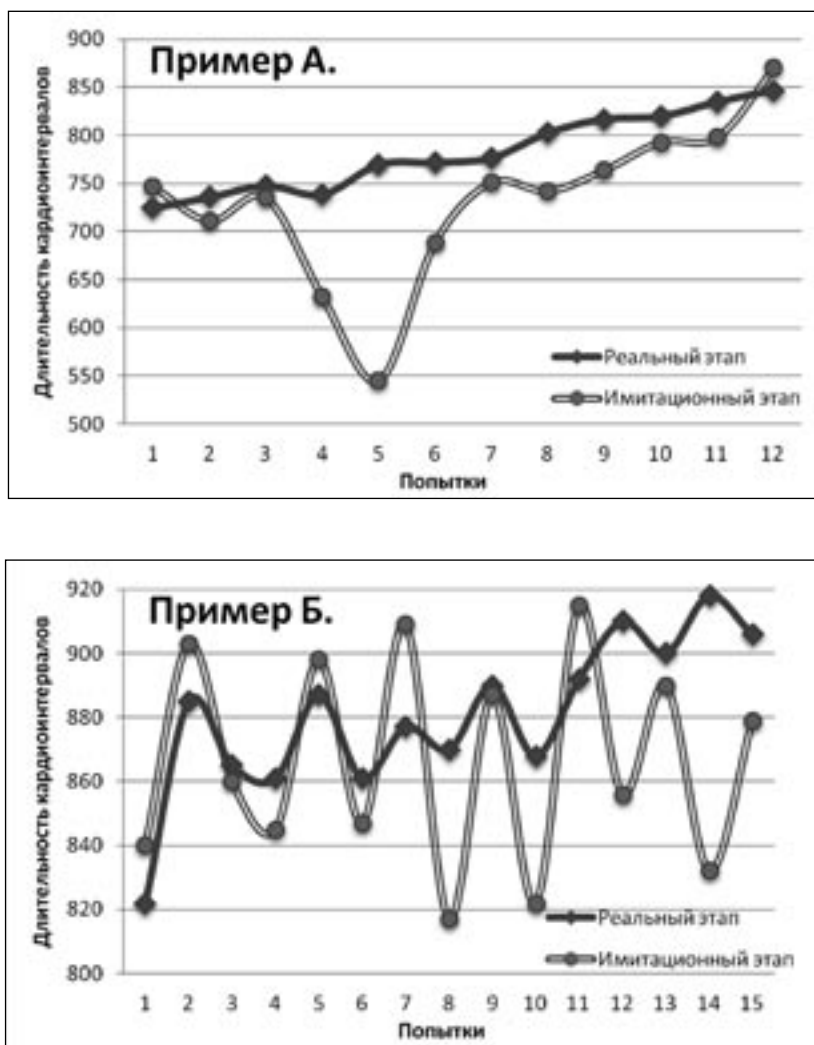 Пример А.
Длительность кардиоинтервалов
900
850
800
750
700
650
600
550
500
Реальный этап
Имитационный этап
1 2 3 4 5 6 7 8 9 10 11 12
Попытки
Пример Б.
Длительность кардиоинтервалов
920
900
880
860
840
820
800
Реальный этап
Имитационный этап
1 2 3 4 5 6 7 8 9 10 11 12 13 14 15
Попытки